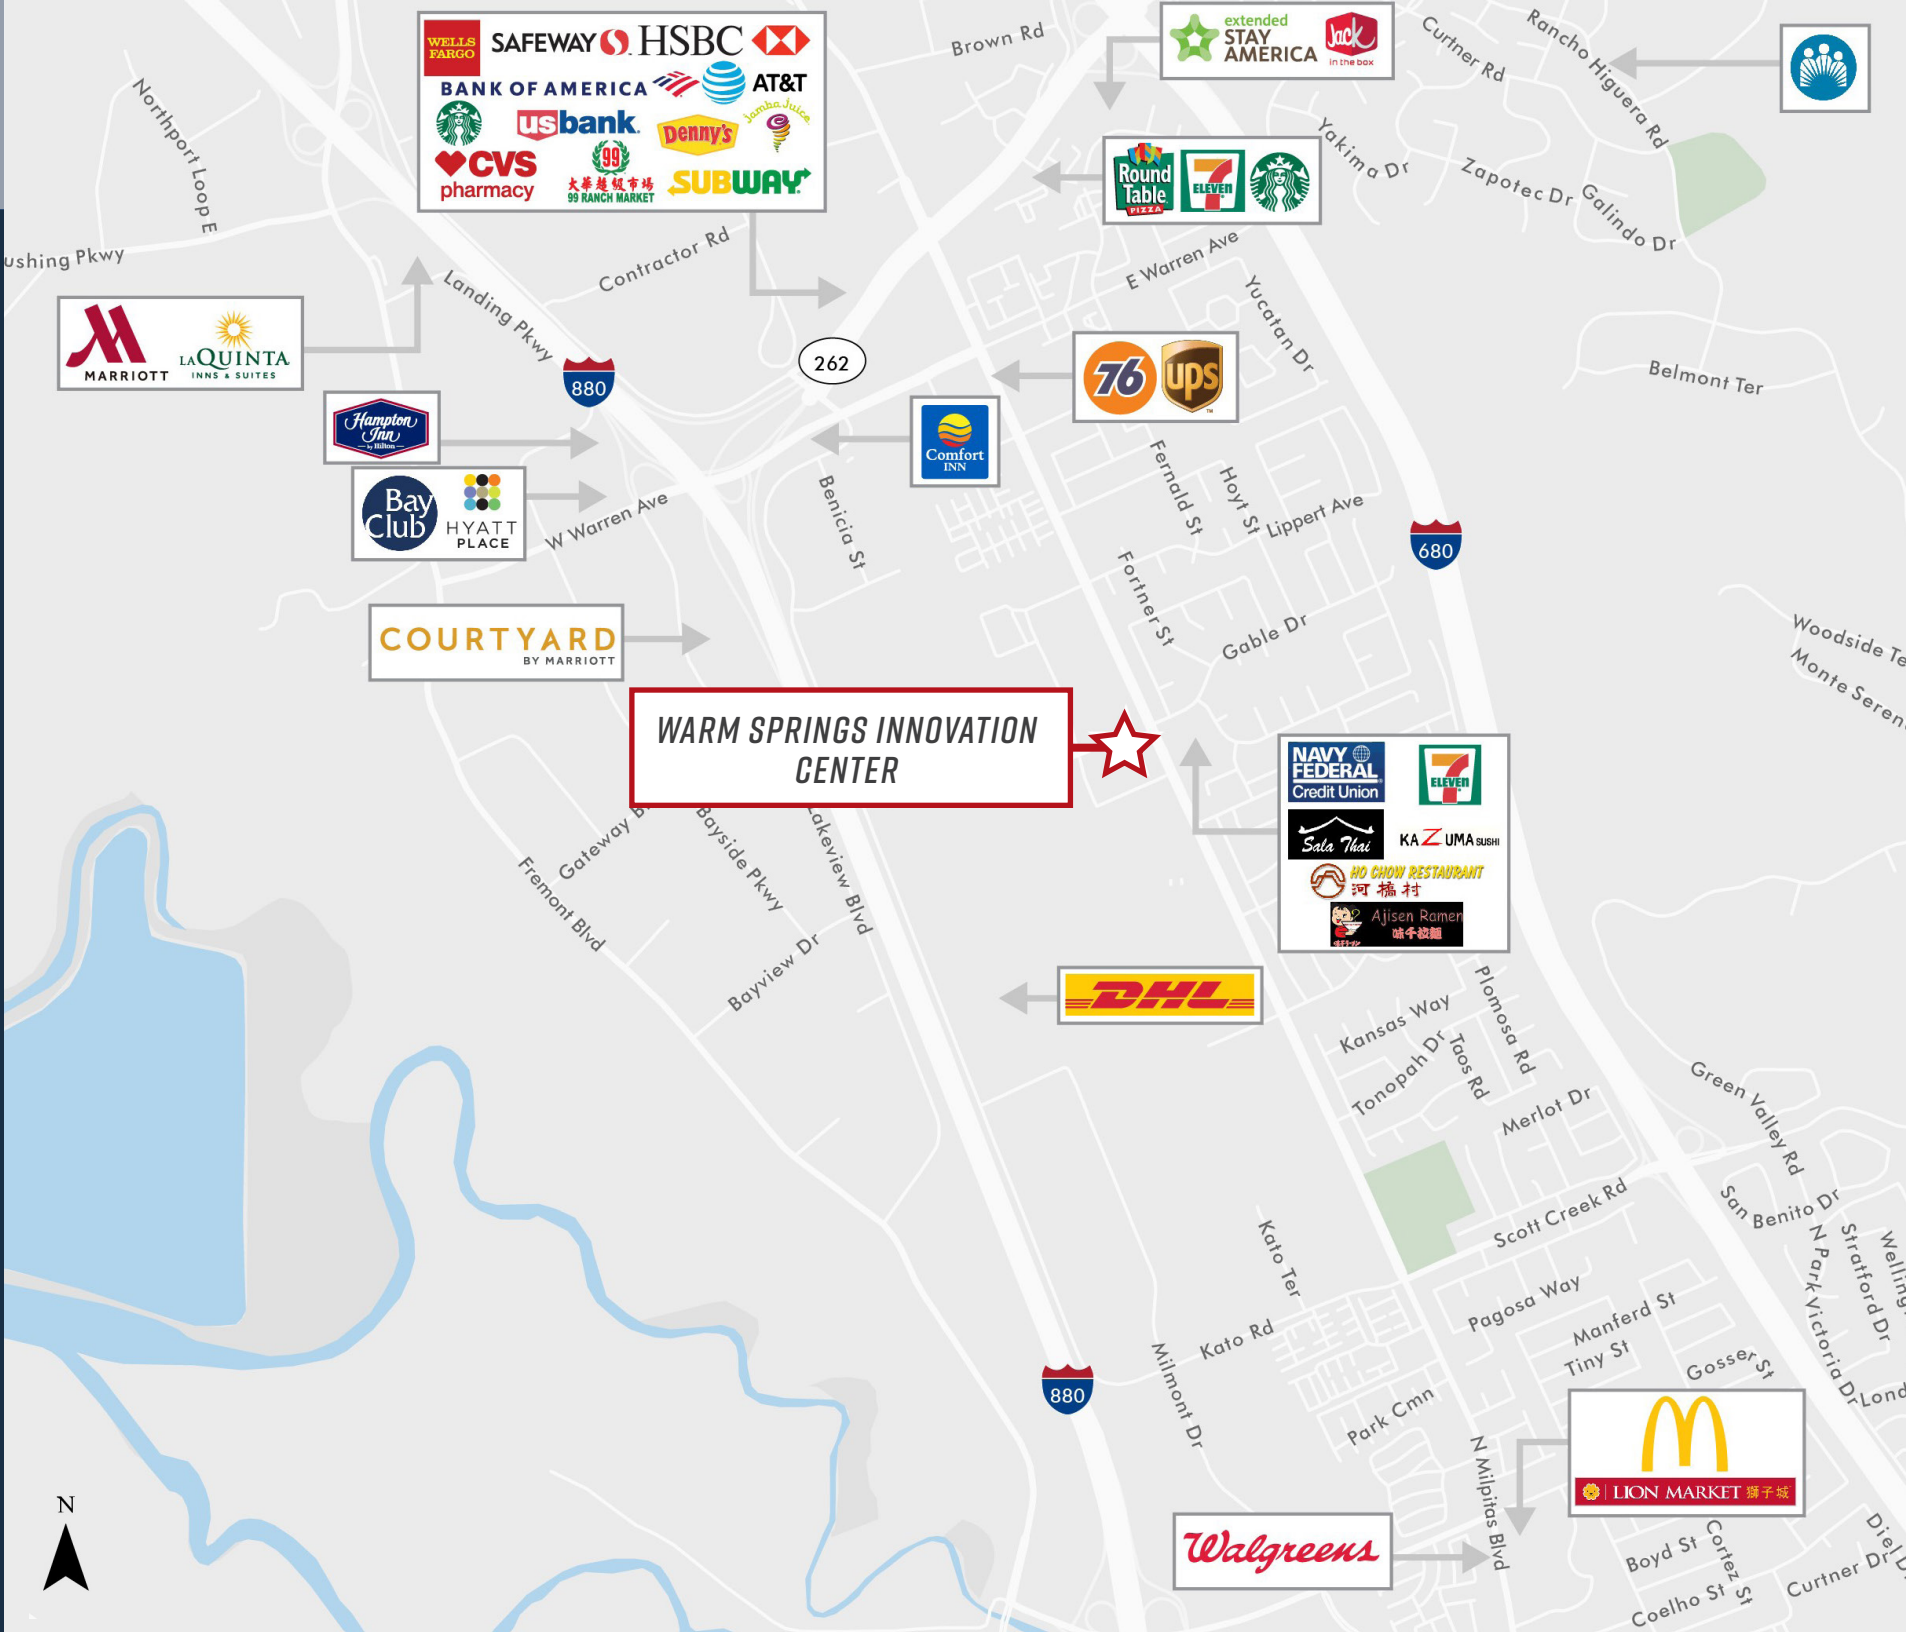 WELLS
FARGO
SAFEWAY
HSBC
BANK OF AMERICA
AT&T
usbank.
Denny's
Jamba Juice
CVS
pharmacy
99
大華超級市場
99 RANCH MARKET
SUBWAY
extended
STAY
AMERICA
Jack
in the box
Round
Table
PIZZA
7
ELEVEn
Brown Rd
Curtner Rd
Rancho Higuera Rd
Yakima Dr
Zapotec Dr
Galindo Dr
Northport Loop E
ushing Pkwy
Landing Pkwy
Contractor Rd
E Warren Ave
Yucatan Dr
Belmont Ter
MARRIOTT
LAQUINTA
INNS & SUITES
880
262
76
ups
Hampton
Inn
by Hilton
Comfort
INN
Bay
Club
HYATT
PLACE
W Warren Ave
Benicia St
Fernald St
Hoyt St
Lippert Ave
680
Fortner St
Gable Dr
COURTYARD
BY MARRIOTT
Woodside Te
Monte Seren
WARM SPRINGS INNOVATION
CENTER
NAVY
FEDERAL
Credit Union
7
ELEVEn
Sala Thai
KAZUMA SUSHI
HO CHOW RESTAURANT
河橋村
Ajisen Ramen
味千拉麵
Gateway B
Bayside Pkwy
Lakeview Blvd
Fremont Blvd
Bayview Dr
DHL
Plomosa Rd
Kansas Way
Tonopah Dr
Taos Rd
Merlot Dr
Green Valley Rd
San Benito Dr
Scott Creek Rd
N Park Victoria Dr
Stratford Dr
Welling
Kato Ter
Pagosa Way
Manferd St
Tiny St
Gosser St
Kato Rd
Milmont Dr
880
Park Cmn
Lond
N Milpitas Blvd
LION MARKET 獅子城
Walgreens
Boyd St
Cortez St
Coelho St
Curtner Dr
Diel D
N